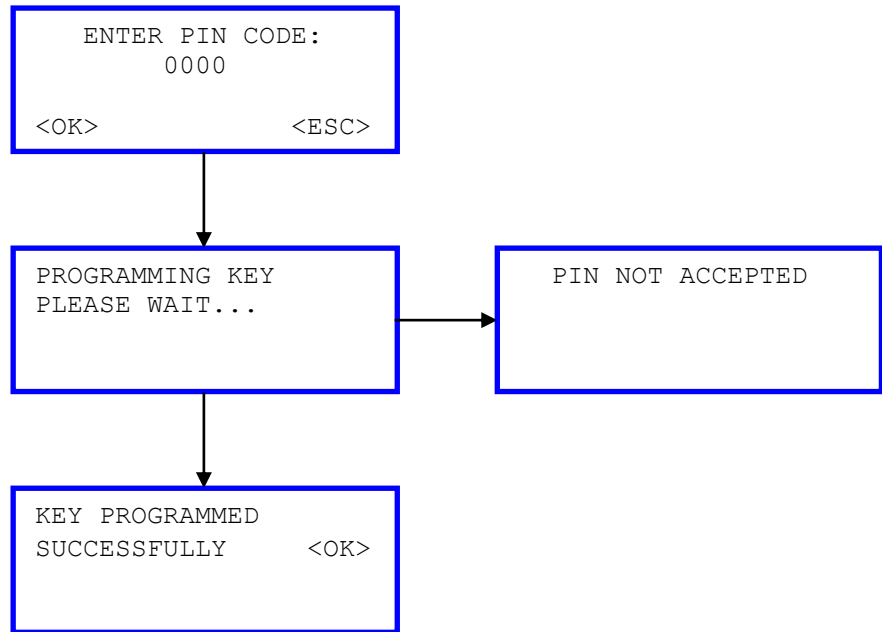 ENTER PIN CODE:
0000
<OK> <ESC>
PROGRAMMING KEY
PLEASE WAIT...
PIN NOT ACCEPTED
KEY PROGRAMMED
SUCCESSFULLY <OK>